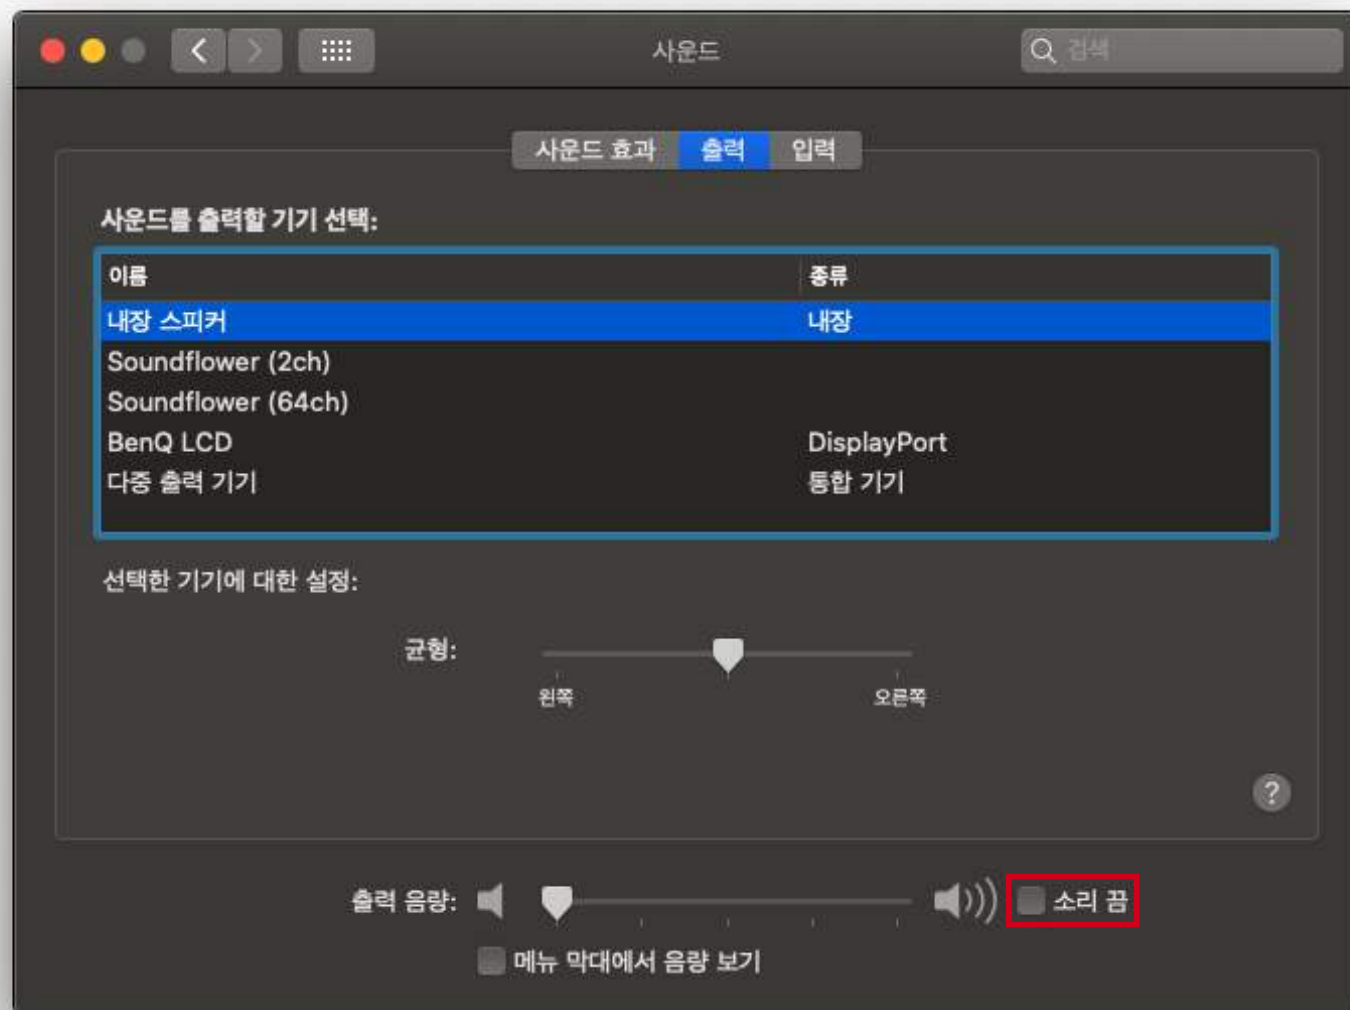 사운드
검색
사운드 효과 출력 입력
사운드를 출력할 기기 선택:
이름 종류
내장 스피커 내장
Soundflower (2ch)
Soundflower (64ch)
BenQ LCD DisplayPort
다중 출력 기기 통합 기기
선택한 기기에 대한 설정:
균형:
왼쪽 오른쪽
?
출력 음량: 소리 끔
메뉴 막대에서 음량 보기